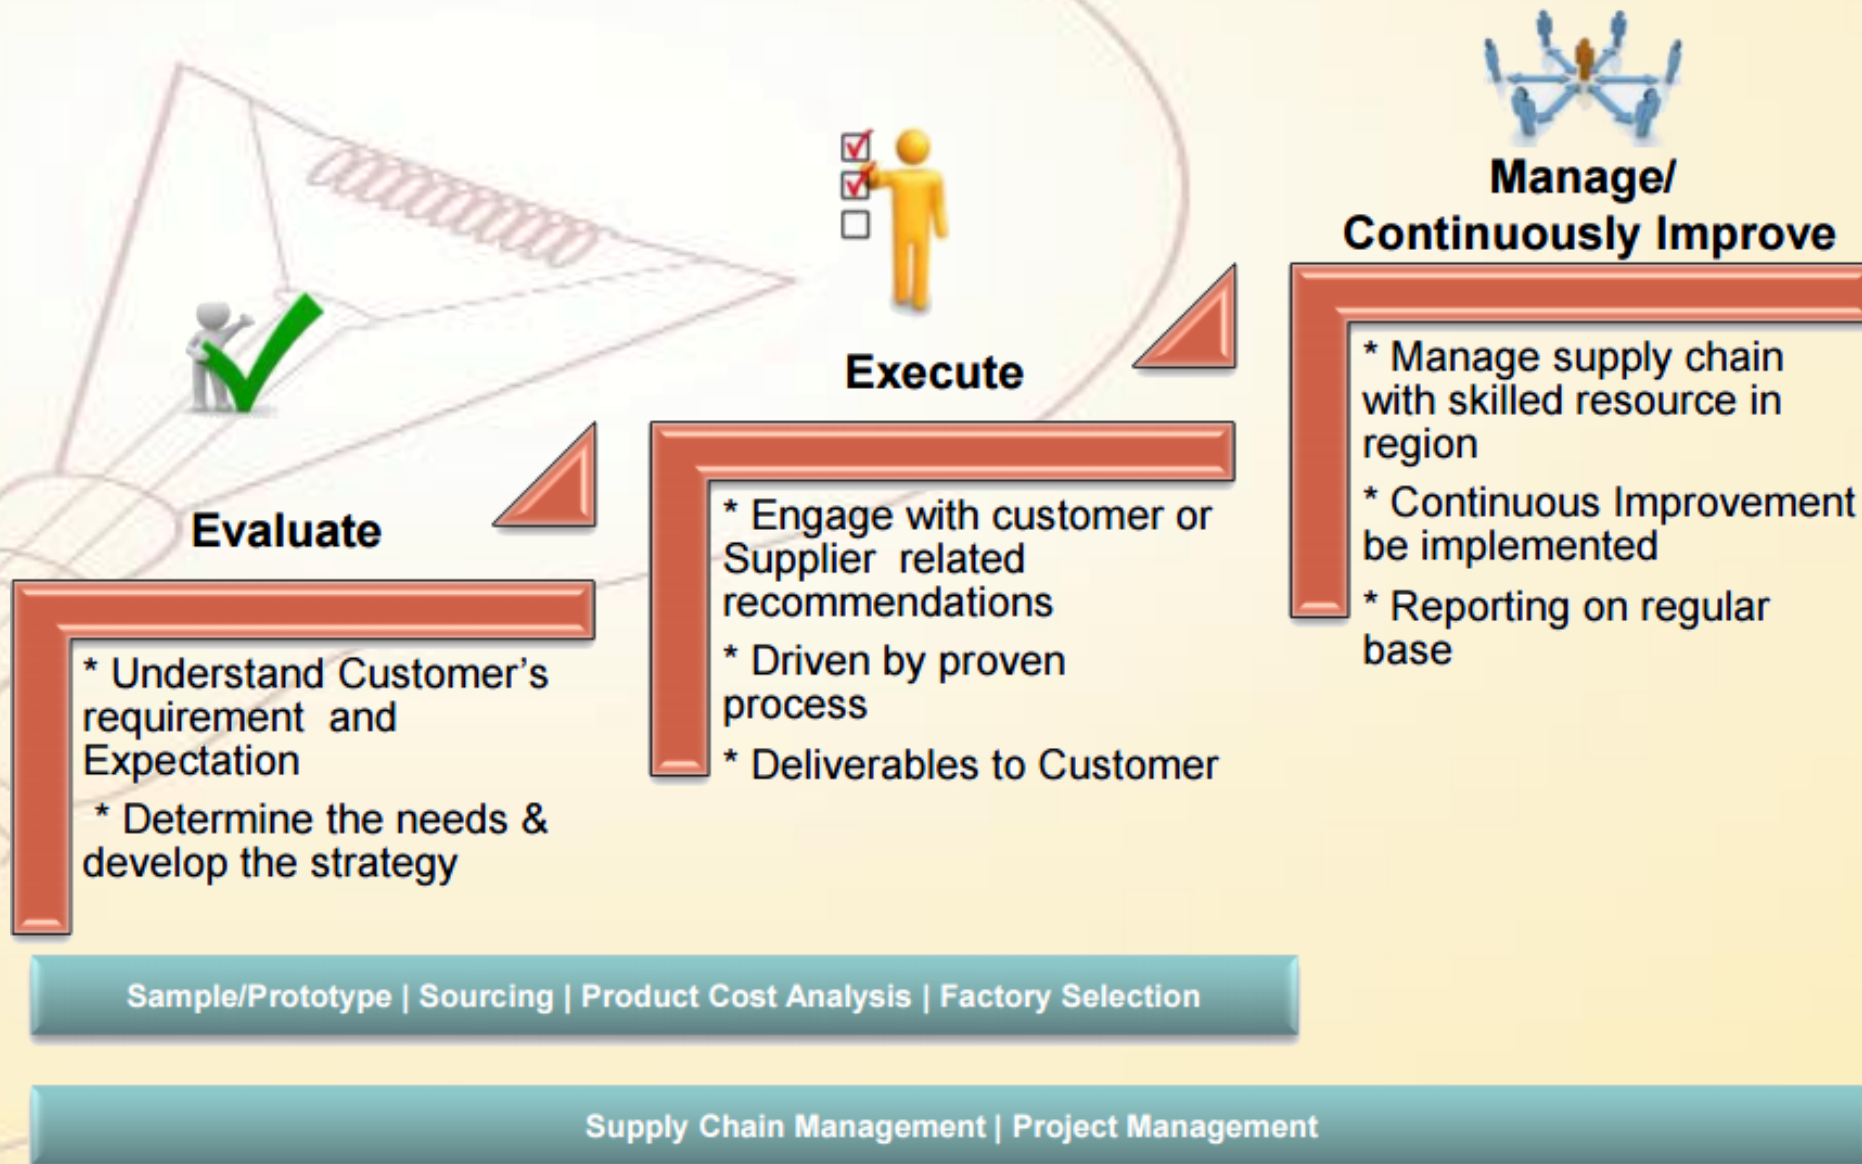 Evaluate
* Understand Customer's
requirement and
Expectation
* Determine the needs &
develop the strategy
Execute
* Engage with customer or
Supplier related
recommendations
* Driven by proven
process
* Deliverables to Customer
Manage/
Continuously Improve
* Manage supply chain
with skilled resource in
region
* Continuous Improvement
be implemented
* Reporting on regular
base
Sample/Prototype | Sourcing | Product Cost Analysis | Factory Selection
Supply Chain Management | Project Management